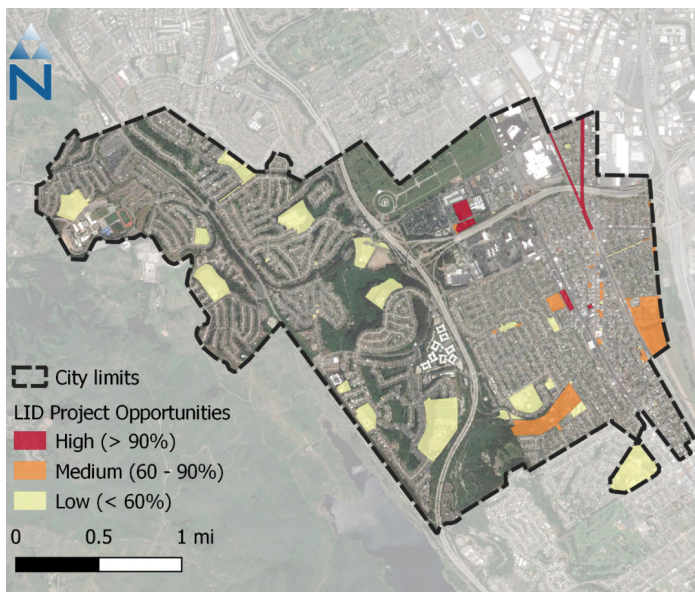 N
City limits
LID Project Opportunities
High (> 90%)
Medium (60 - 90%)
Low (< 60%)
0 0.5 1 mi